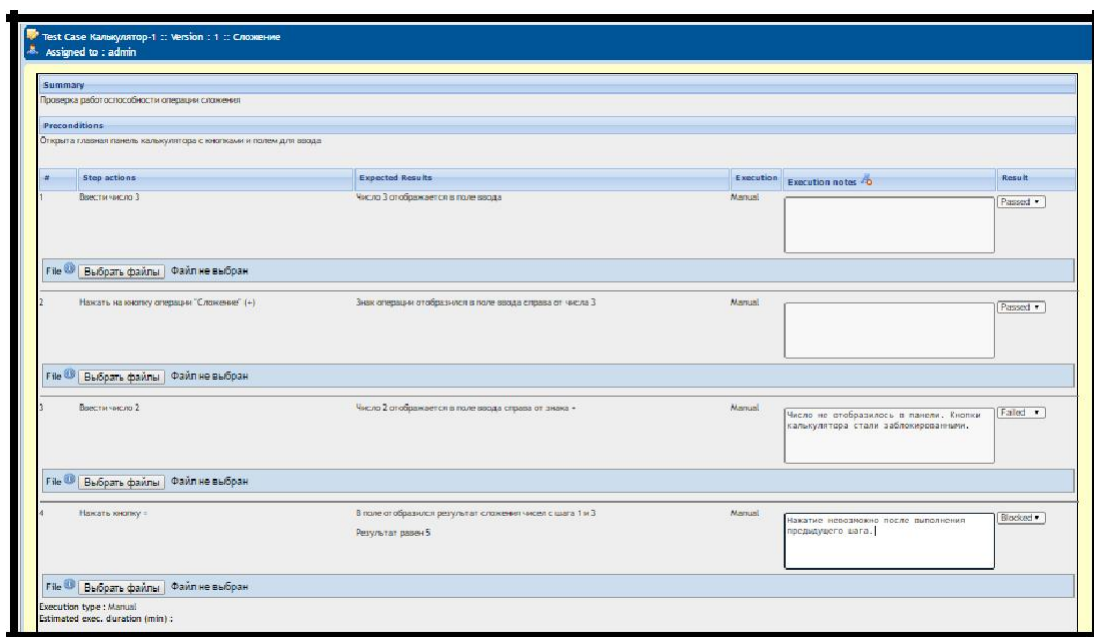 Test Case Калькулятор-1 :: Version : 1 :: Сложение
Assigned to : admin
Summary
Проверка работоспособности операции сложения
Preconditions
Открыта главная панель калькулятора с кнопками и полем для ввода
# Step actions Expected Results Execution Execution notes Result
1 Ввести число 3 Число 3 отображается в поле ввода Manual Passed
File Выбрать файлы Файл не выбран
2 Нажать на кнопку операции "Сложение" (+) Знак операции отобразился в поле ввода справа от числа 3 Manual Passed
File Выбрать файлы Файл не выбран
3 Ввести число 2 Число 2 отображается в поле ввода справа от знака + Manual Число не отобразилось в панели. Кнопки Failed
калькулятора стали заблокированными.
File Выбрать файлы Файл не выбран
4 Нажать кнопку = В поле отобразился результат сложения чисел с шага 1 и 3 Manual Нажатие невозможно после выполнения Blocked
предыдущего шага.
Результат равен 5
File Выбрать файлы Файл не выбран
Execution type : Manual
Estimated exec. duration (min) :